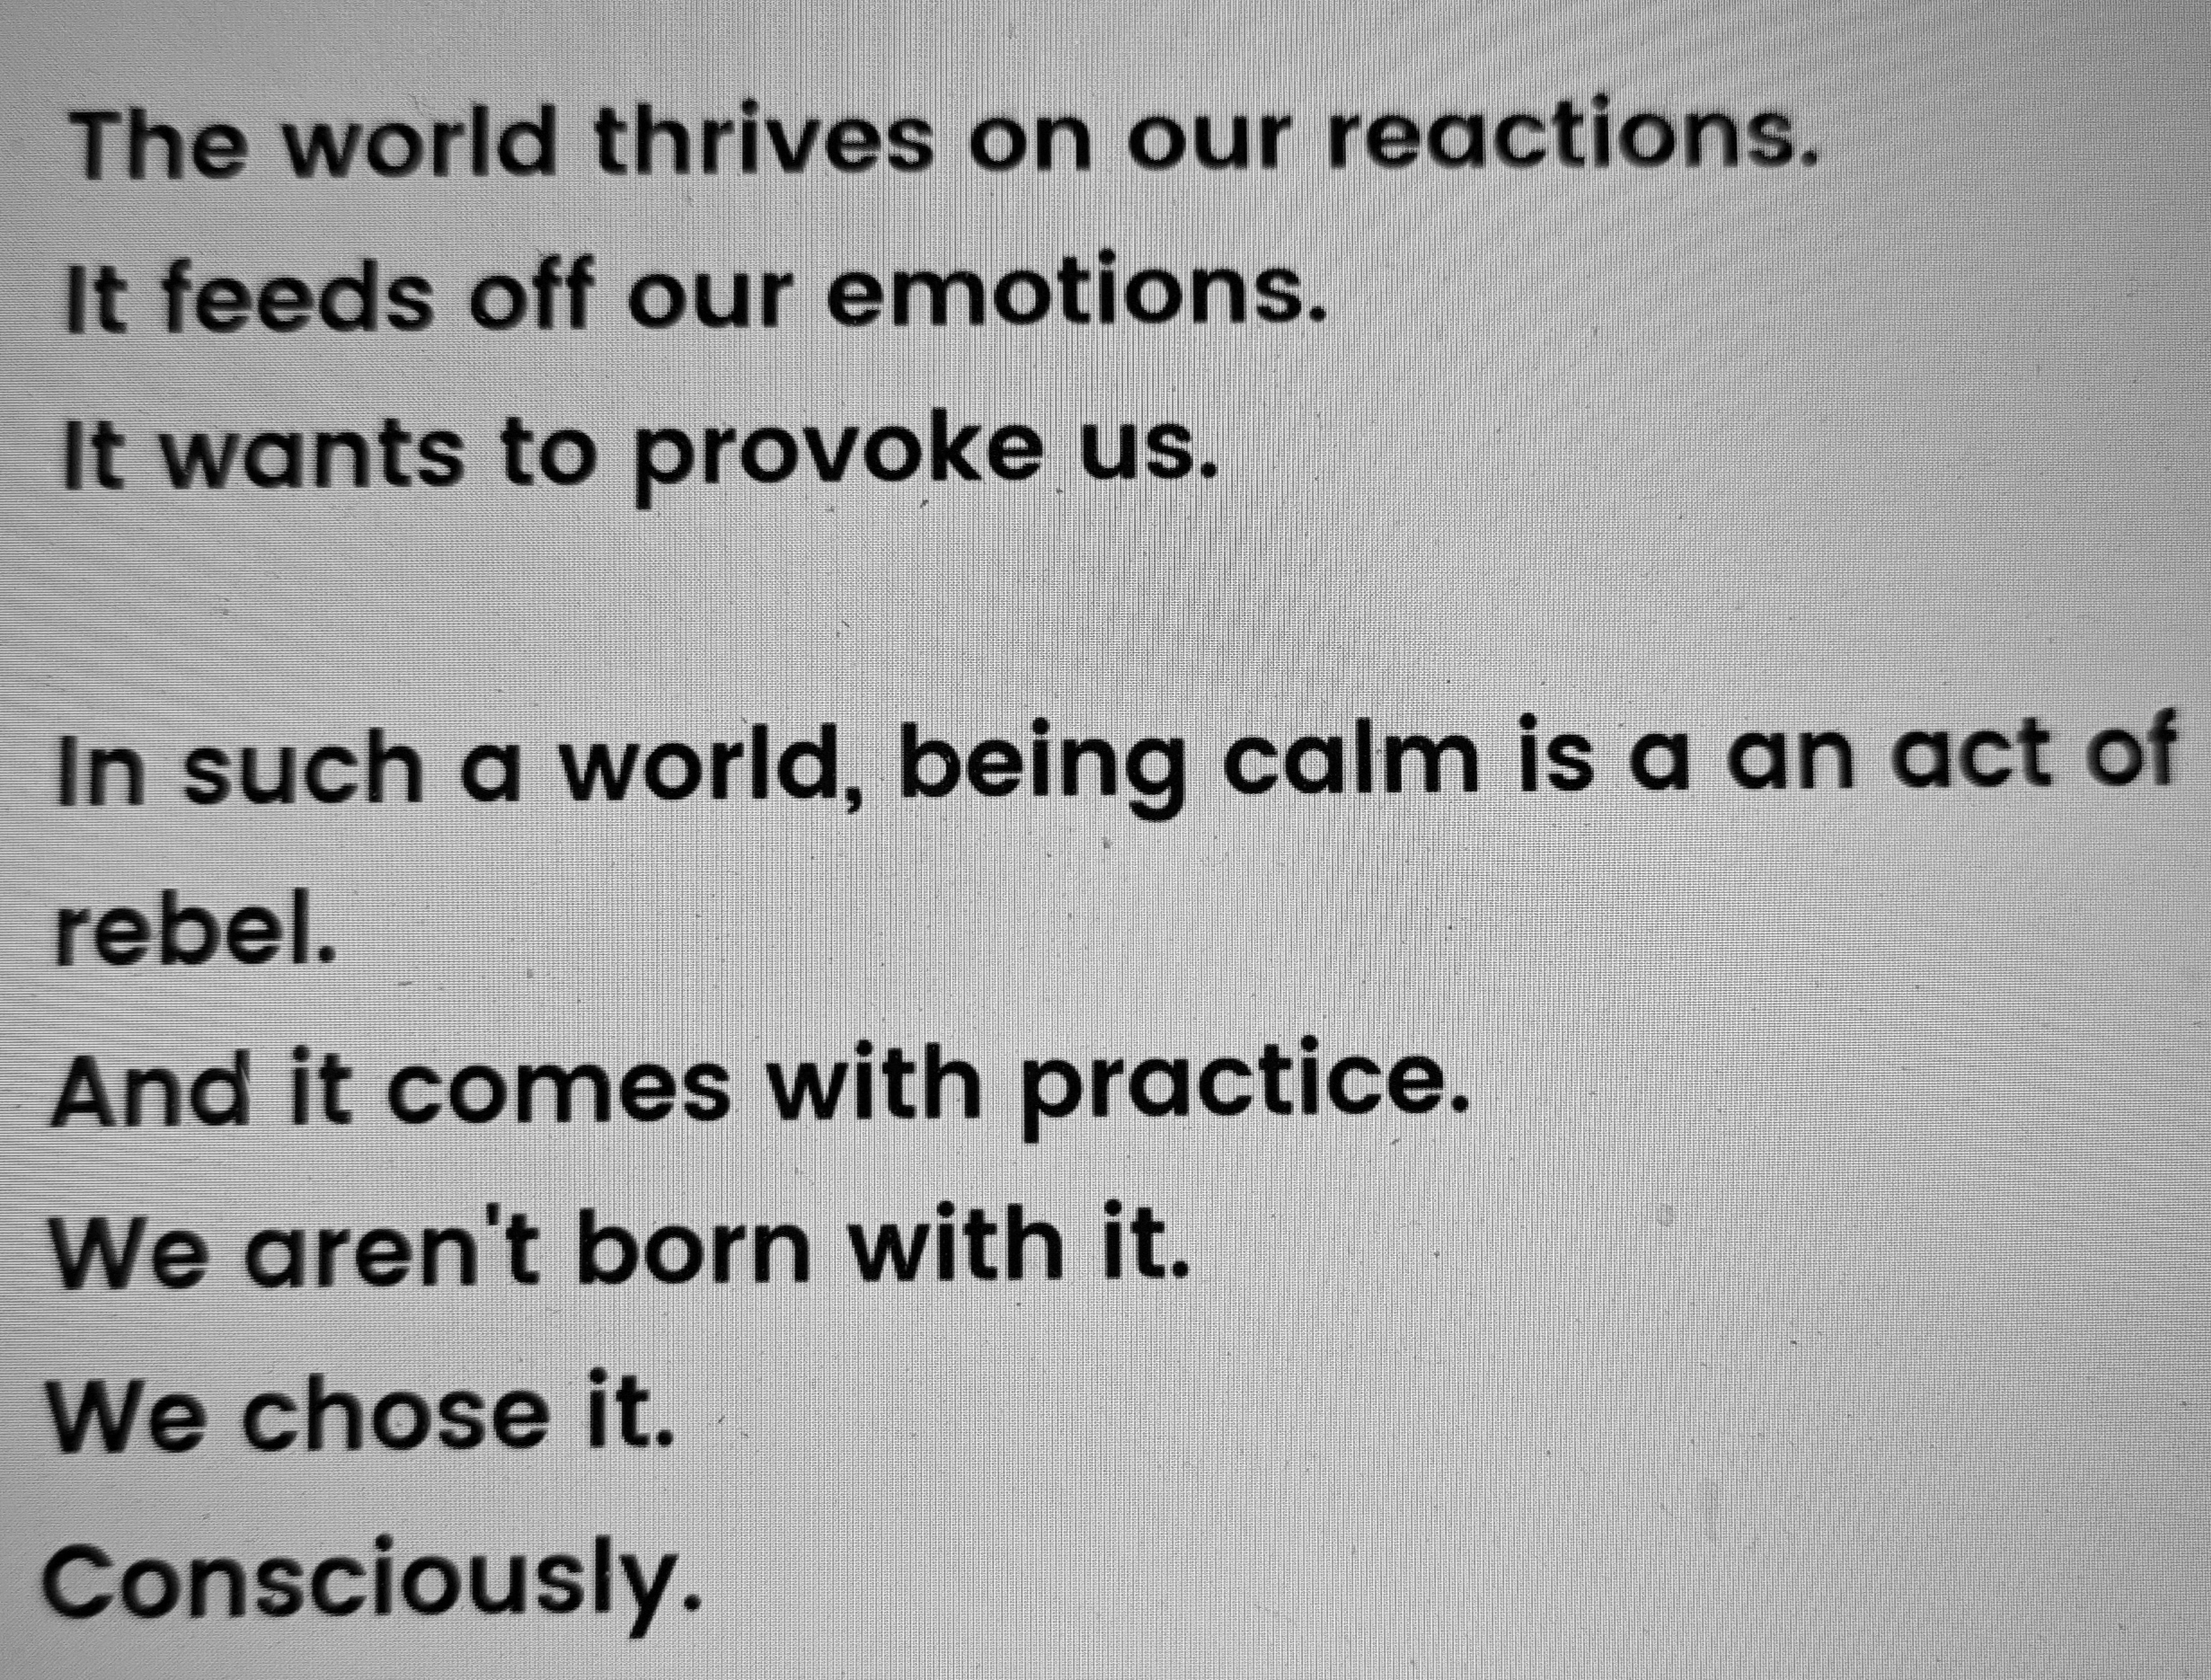 The world thrives on our reactions.
It feeds off our emotions.
It wants to provoke us.
In such a world, being calm is a an act of
rebel.
And it comes with practice.
We aren't born with it.
We chose it.
Consciously.